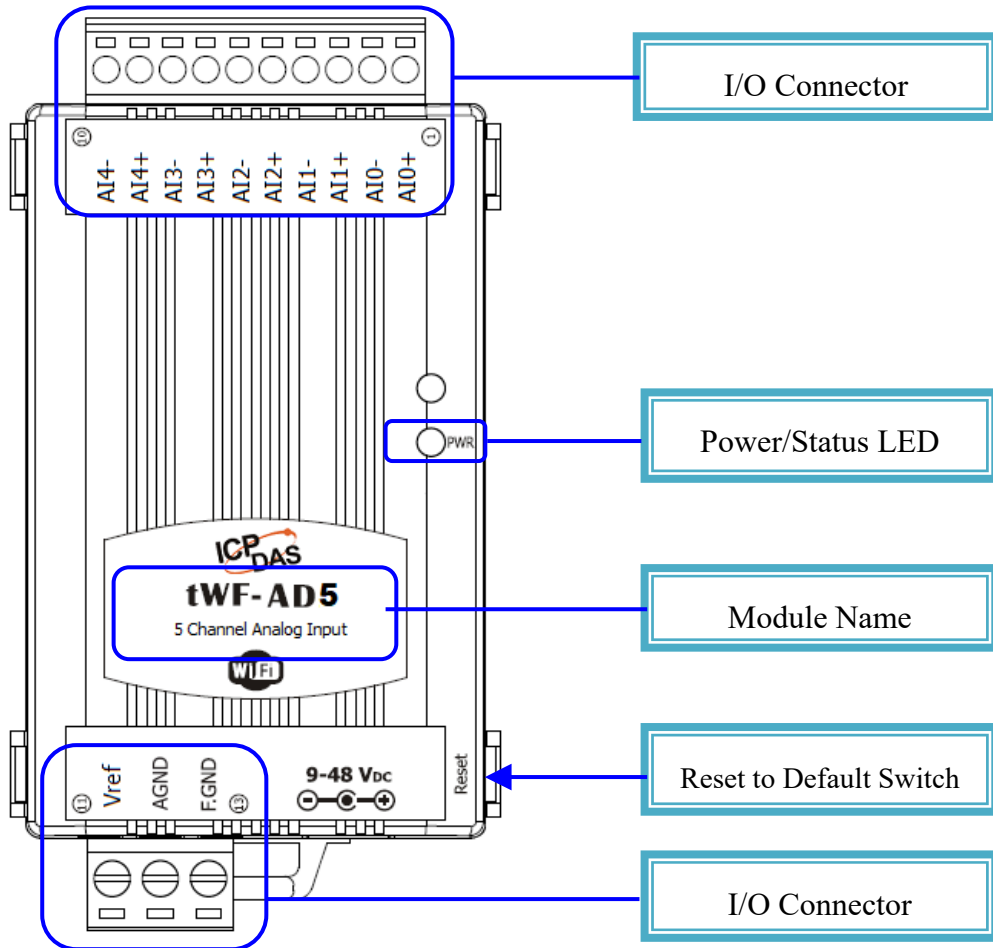 I/O Connector
10
1
AI4-
AI4+
AI3-
AI3+
AI2-
AI2+
AI1-
AI1+
AI0-
AI0+
PWR
Power/Status LED
ICP
DAS
tWF-AD5
5 Channel Analog Input
WiFi
Module Name
11
Vref
AGND
F.GND
13
9-48 VDC
Reset
Reset to Default Switch
I/O Connector